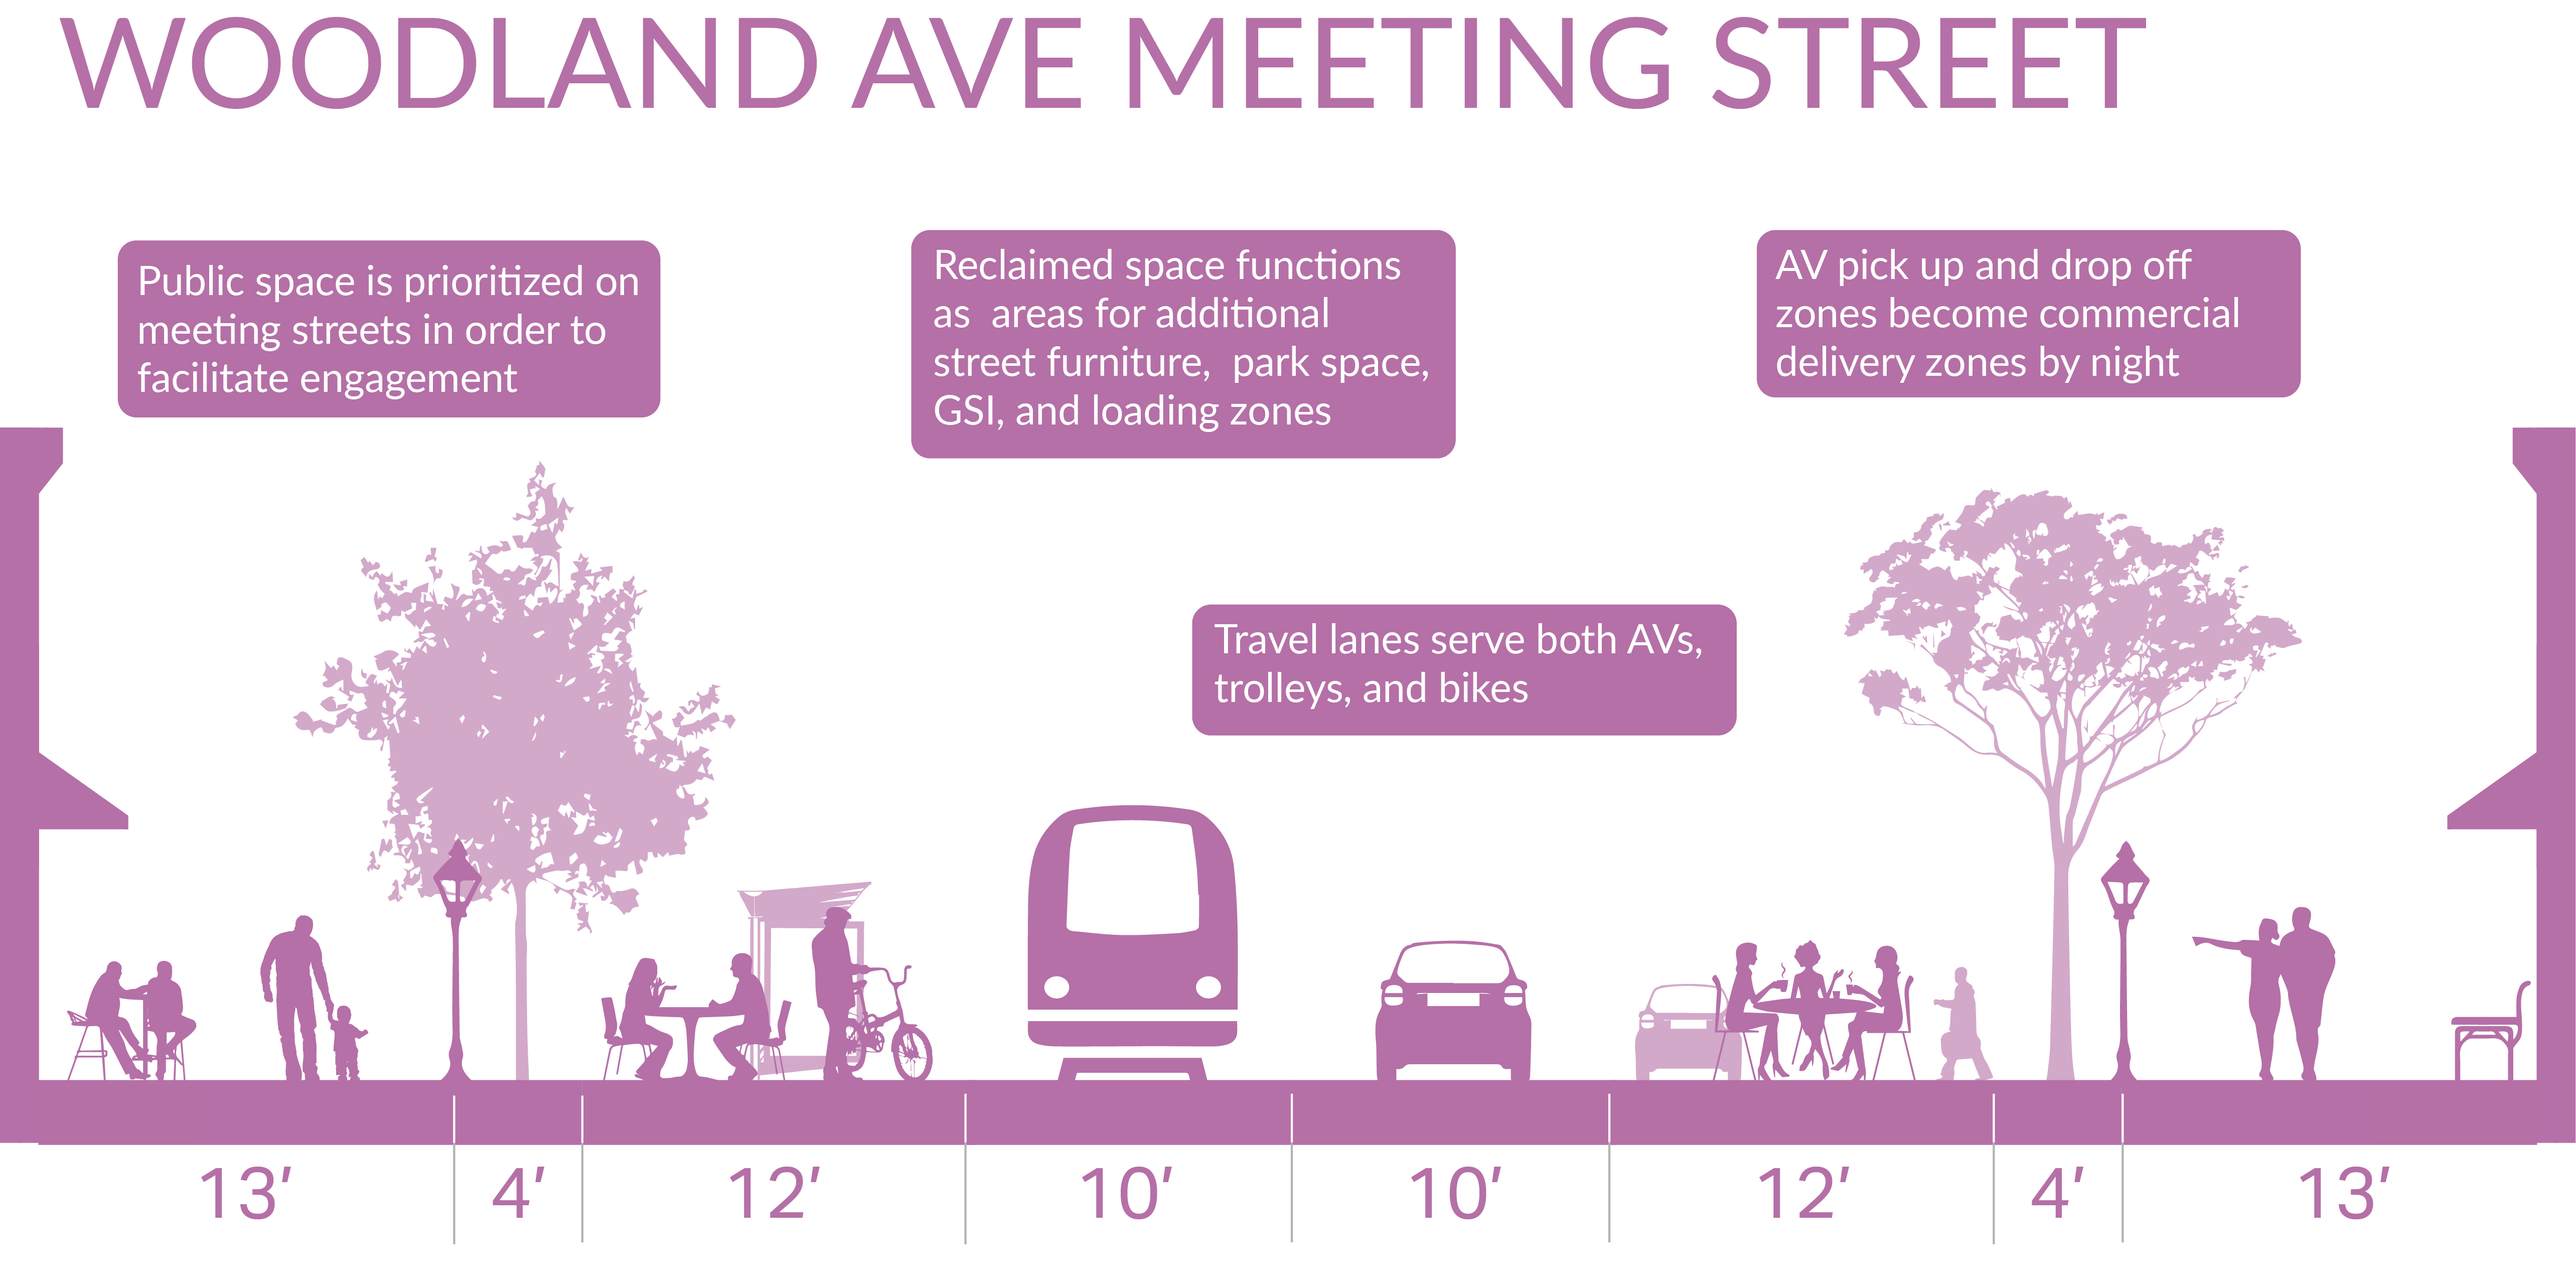 WOODLAND AVE MEETING STREET
Public space is prioritized on
meeting streets in order to
facilitate engagement
Reclaimed space functions
as  areas for additional
street furniture,  park space,
GSI, and loading zones
AV pick up and drop off
zones become commercial
delivery zones by night
Travel lanes serve both AVs,
trolleys, and bikes
13' 4' 12' 10' 10' 12' 4' 13'